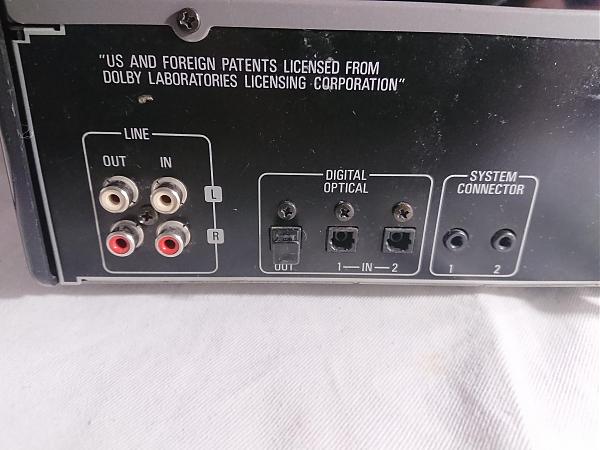 "US AND FOREIGN PATENTS LICENSED FROM
DOLBY LABORATORIES LICENSING CORPORATION"
LINE
OUT IN
L
R
DIGITAL
OPTICAL
OUT 1 IN 2
SYSTEM
CONNECTOR
1 2